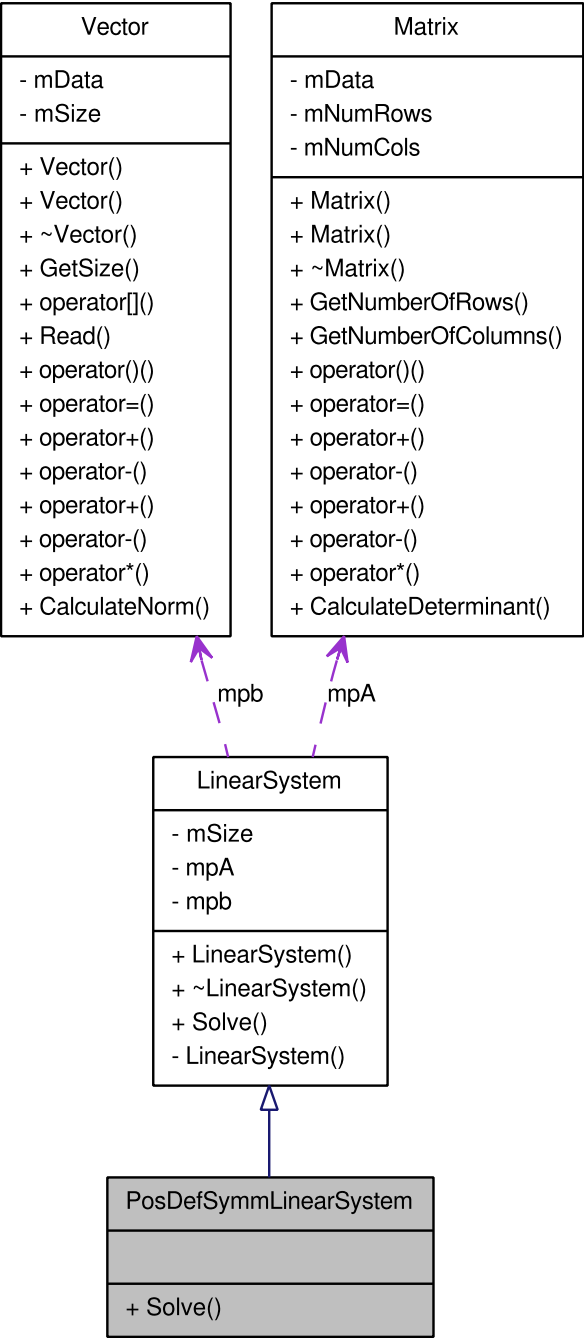 Vector
- mData
- mSize
+ Vector()
+ Vector()
+ ~Vector()
+ GetSize()
+ operator[]()
+ Read()
+ operator()()
+ operator=()
+ operator+()
+ operator-()
+ operator+()
+ operator-()
+ operator*()
+ CalculateNorm()
Matrix
- mData
- mNumRows
- mNumCols
+ Matrix()
+ Matrix()
+ ~Matrix()
+ GetNumberOfRows()
+ GetNumberOfColumns()
+ operator()()
+ operator=()
+ operator+()
+ operator-()
+ operator+()
+ operator-()
+ operator*()
+ CalculateDeterminant()
mpb
mpA
LinearSystem
- mSize
- mpA
- mpb
+ LinearSystem()
+ ~LinearSystem()
+ Solve()
- LinearSystem()
PosDefSymmLinearSystem
+ Solve()